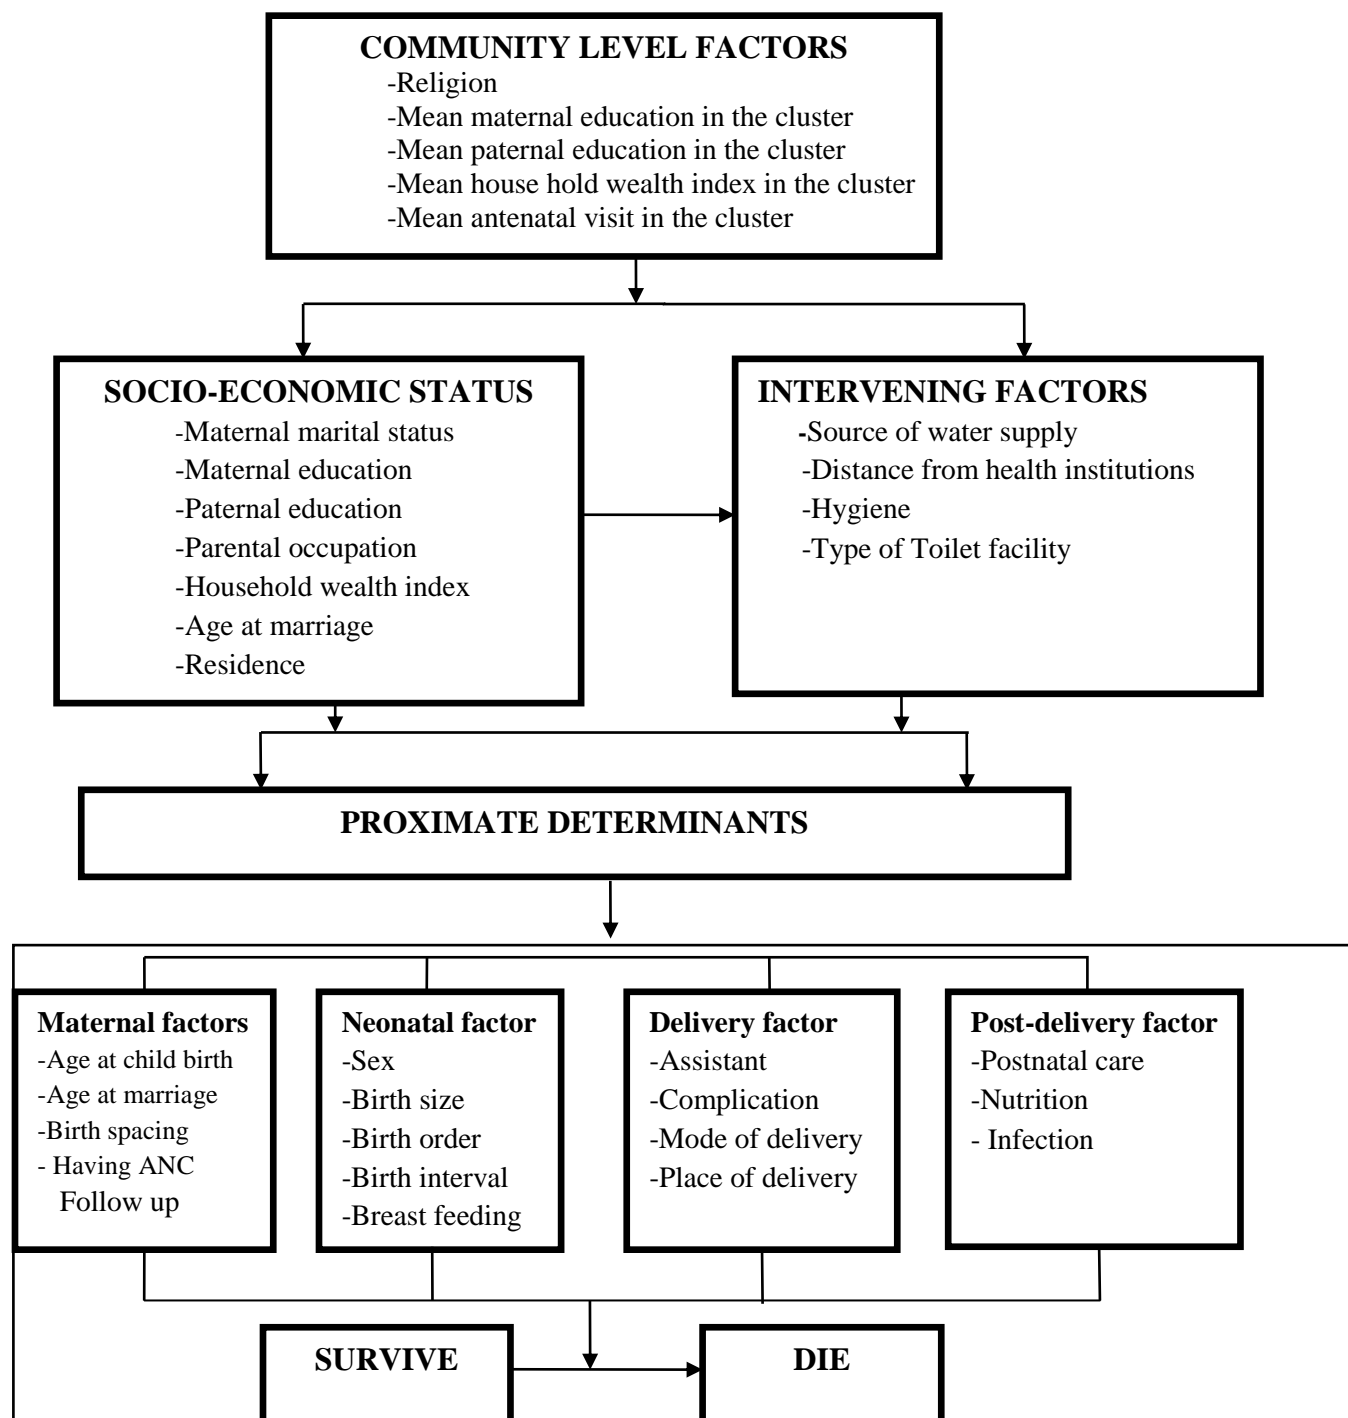 COMMUNITY LEVEL FACTORS
-Religion
-Mean maternal education in the cluster
-Mean paternal education in the cluster
-Mean house hold wealth index in the cluster
-Mean antenatal visit in the cluster
SOCIO-ECONOMIC STATUS
-Maternal marital status
-Maternal education
-Paternal education
-Parental occupation
-Household wealth index
-Age at marriage
-Residence
INTERVENING FACTORS
-Source of water supply
-Distance from health institutions
-Hygiene
-Type of Toilet facility
PROXIMATE DETERMINANTS
Maternal factors
-Age at child birth
-Age at marriage
-Birth spacing
- Having ANC
Follow up
Neonatal factor
-Sex
-Birth size
-Birth order
-Birth interval
-Breast feeding
Delivery factor
-Assistant
-Complication
-Mode of delivery
-Place of delivery
Post-delivery factor
-Postnatal care
-Nutrition
- Infection
SURVIVE
DIE